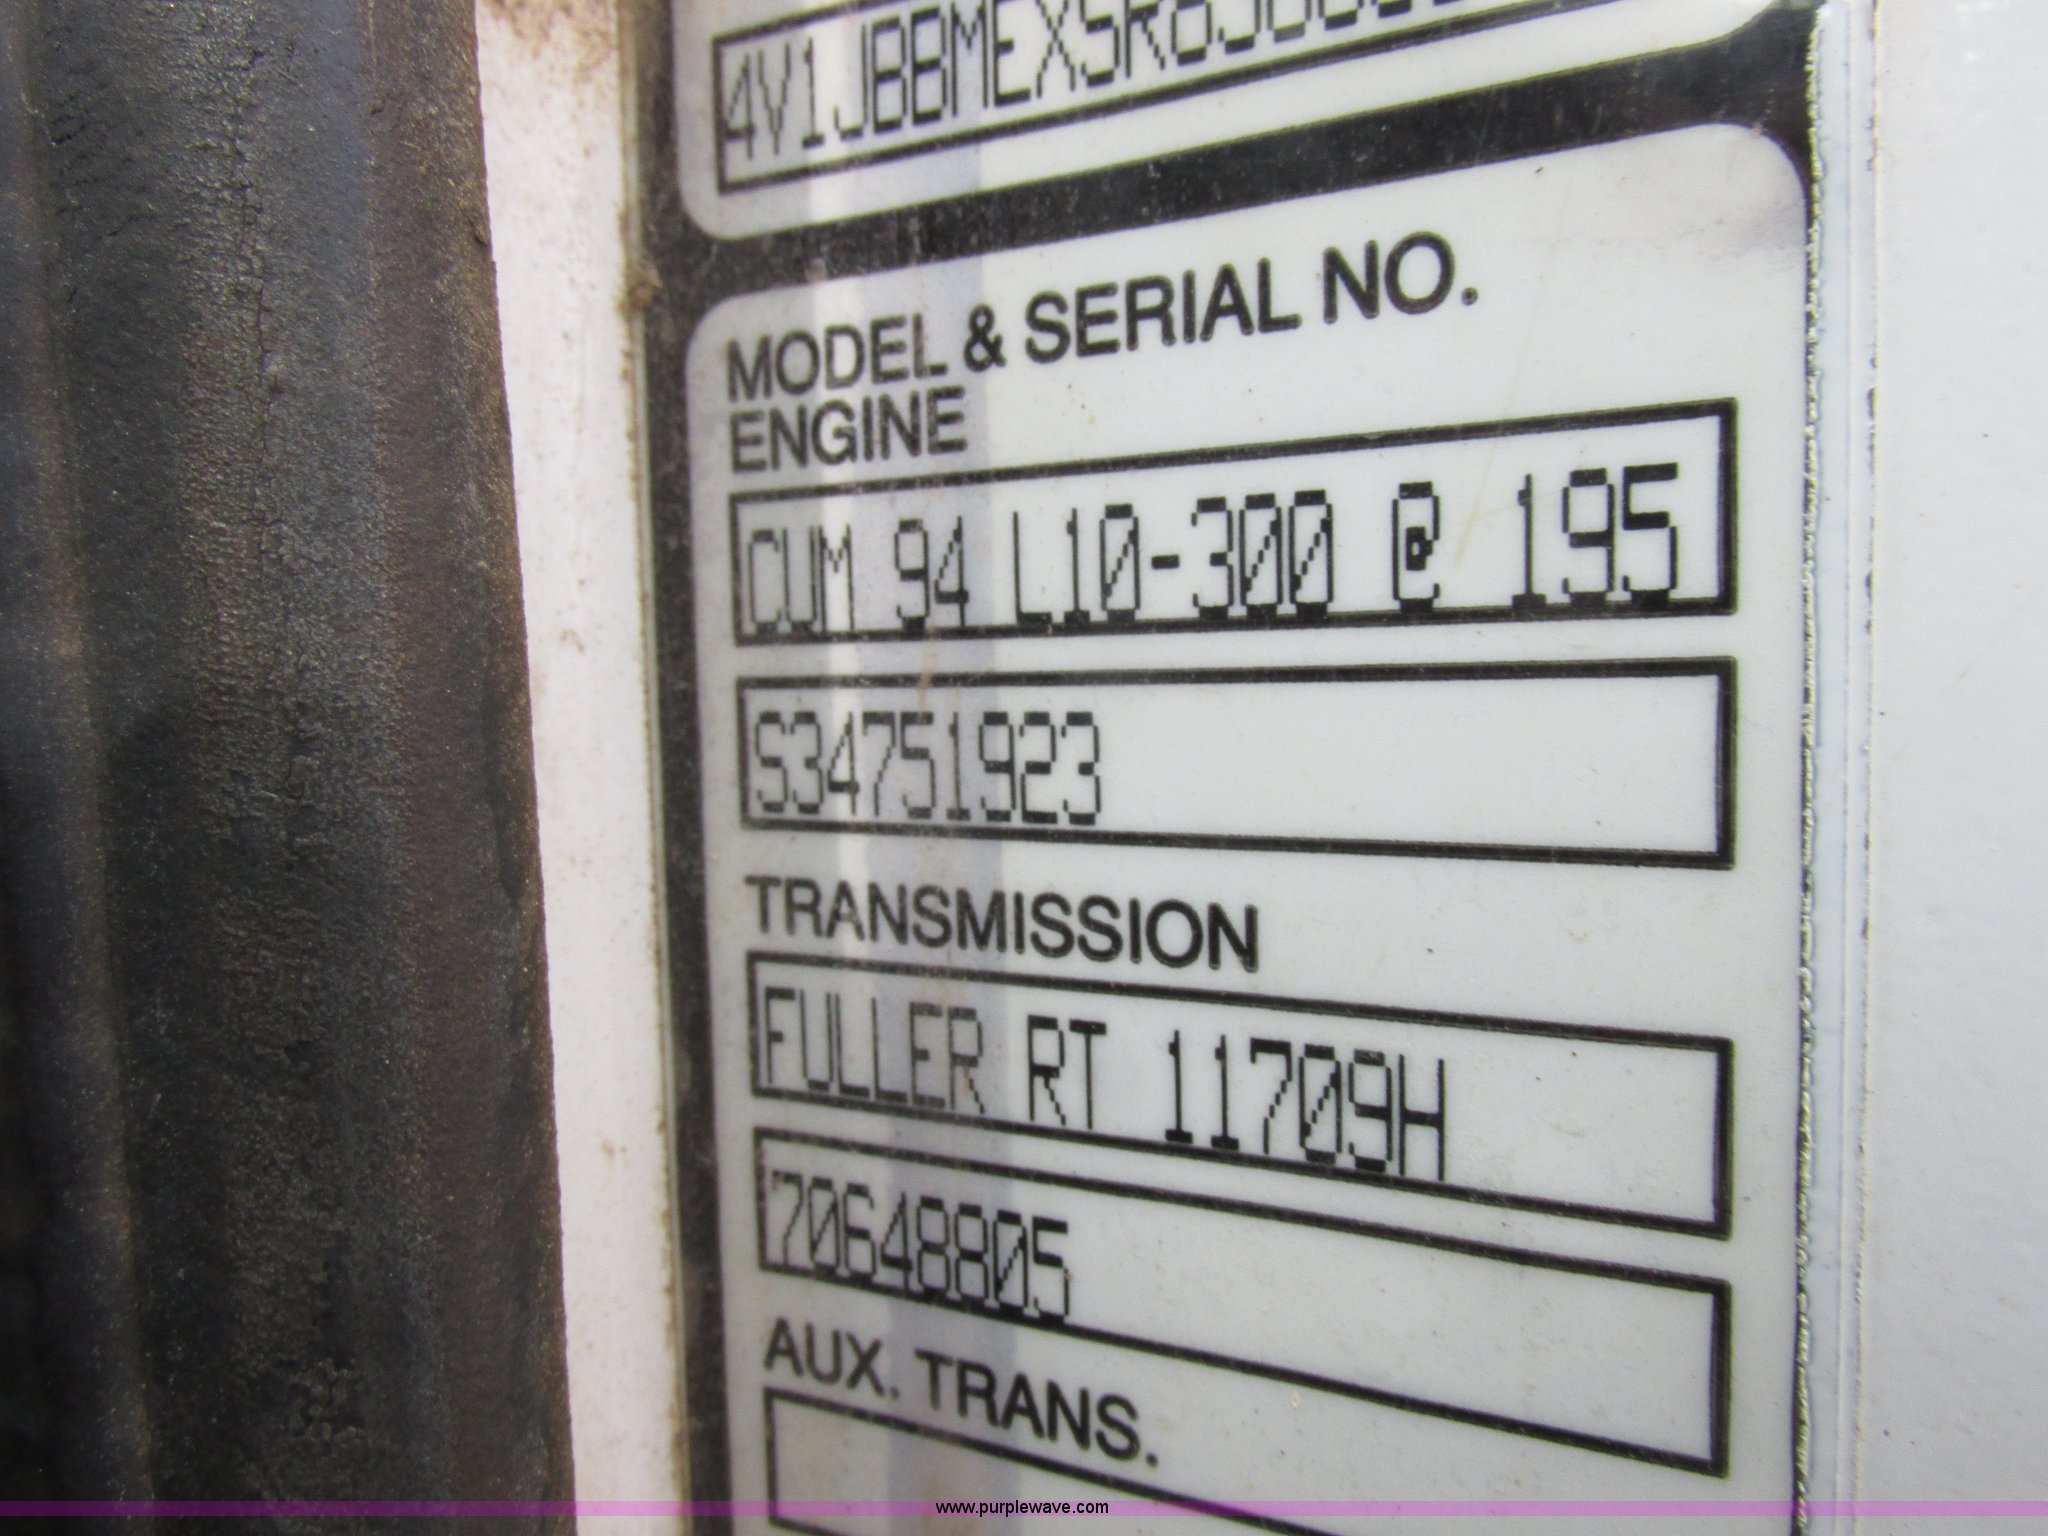 MODEL & SERIAL NO.
ENGINE
CUM 94 L10-300 @ 195
S34751923
TRANSMISSION
FULLER RT 11709H
70648805
AUX. TRANS.
www.purplewave.com